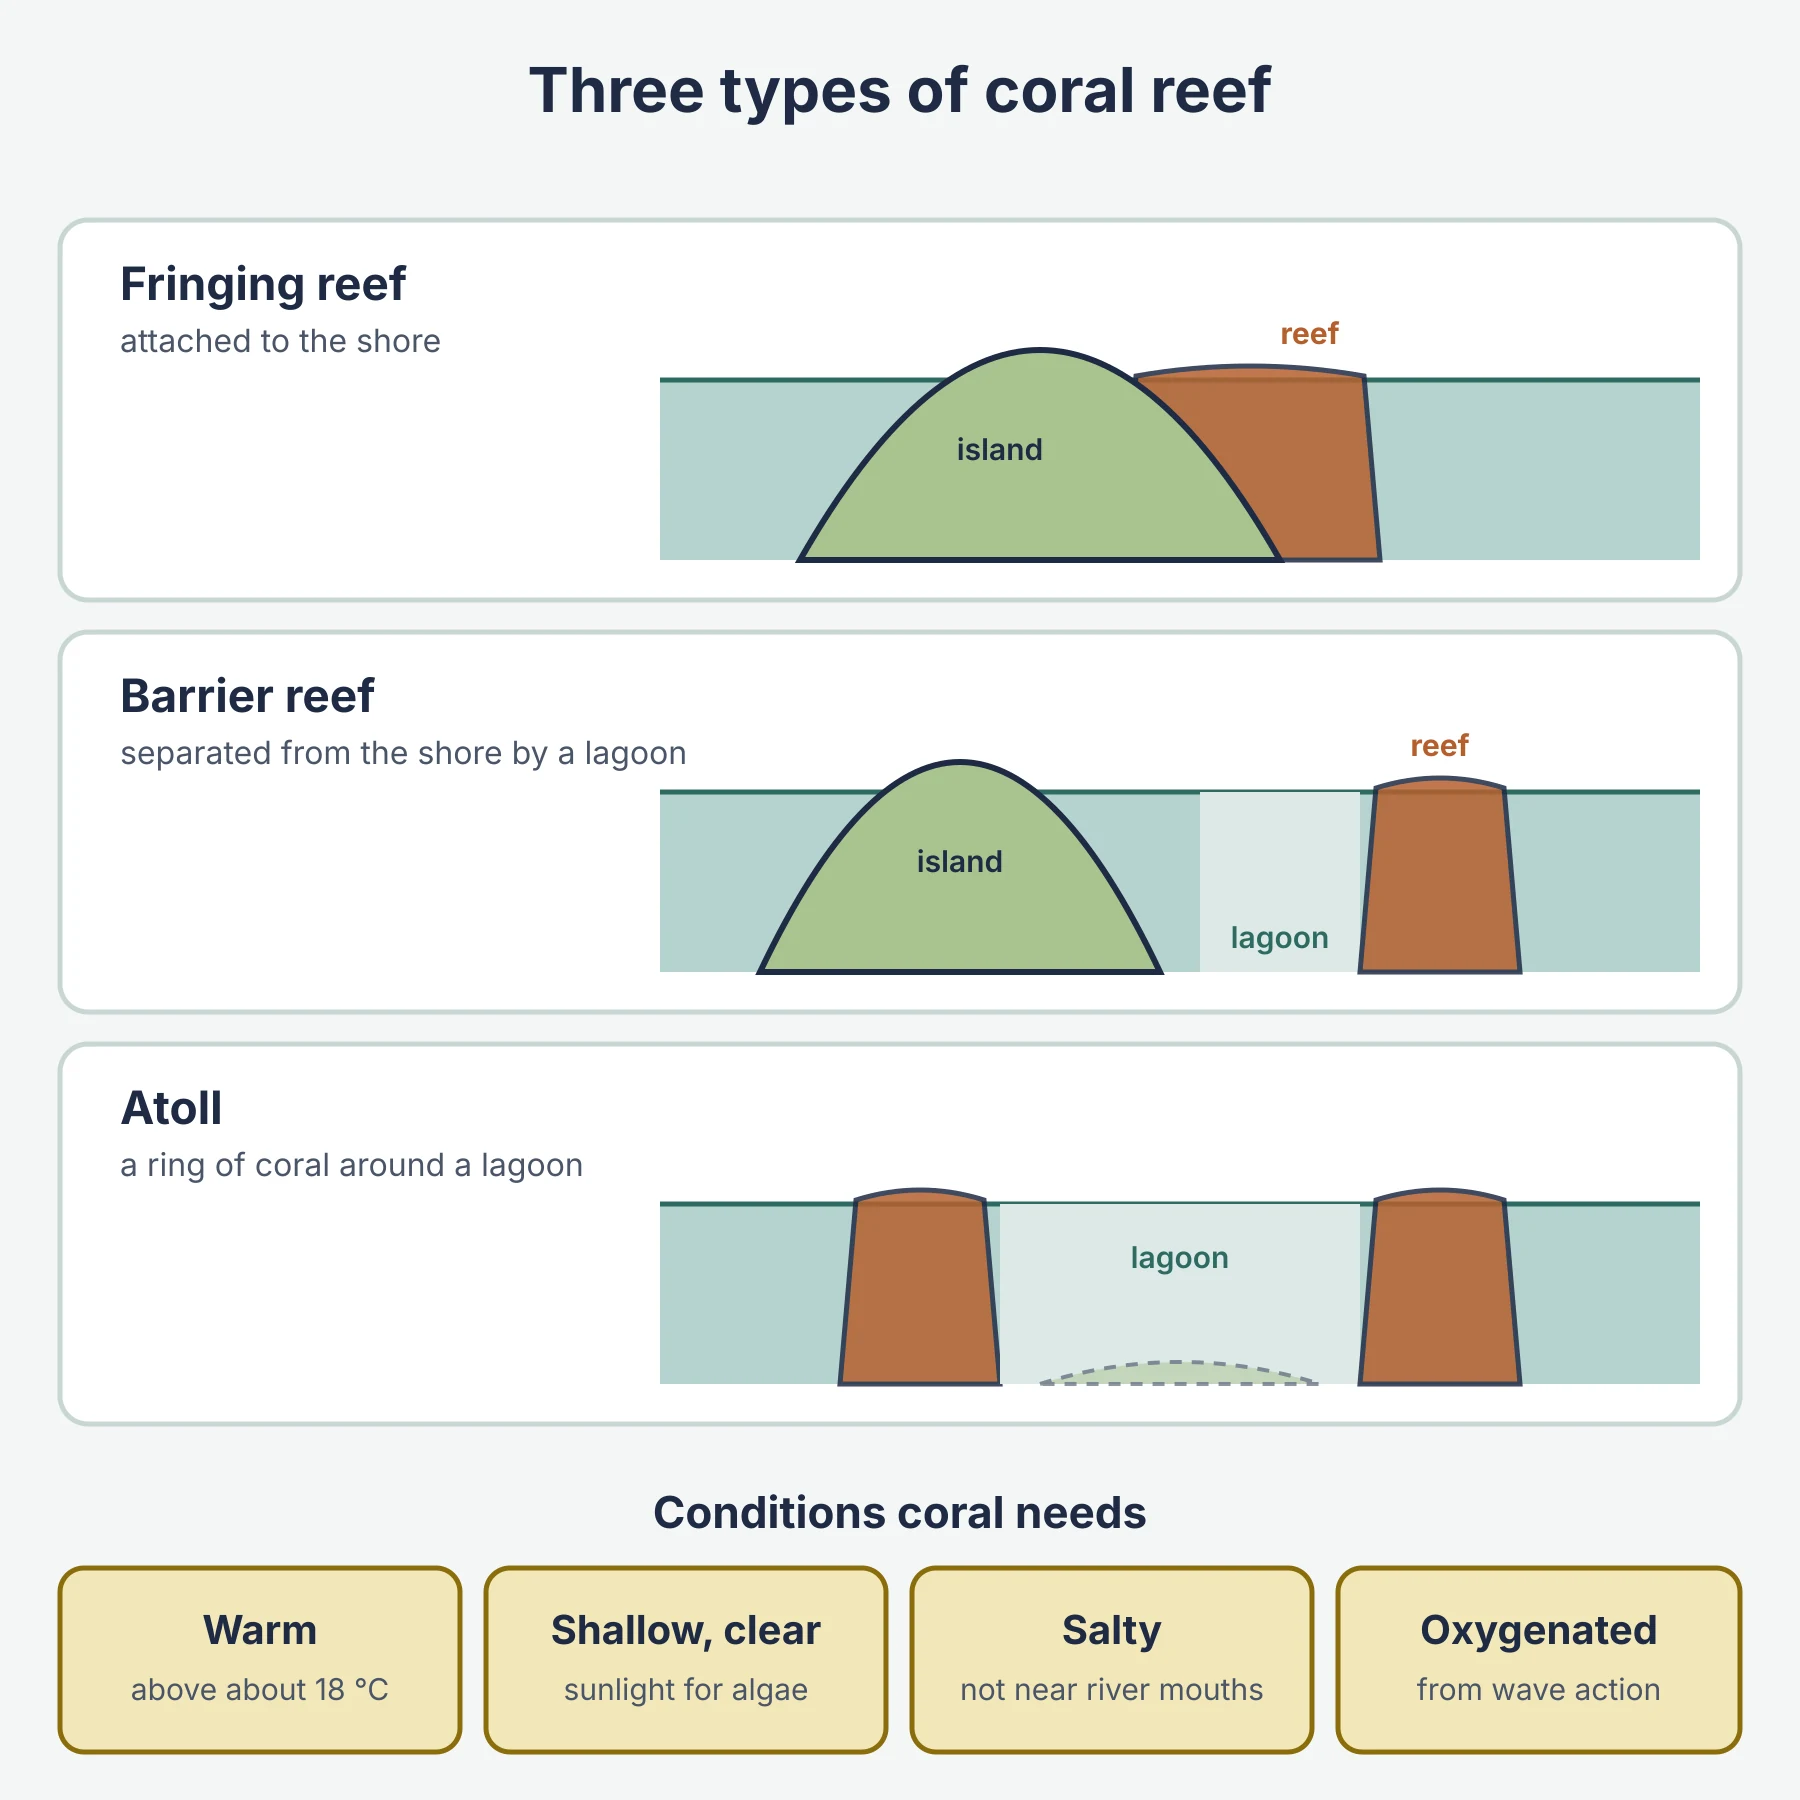 Three types of coral reef
Fringing reef
attached to the shore
reef
island
Barrier reef
separated from the shore by a lagoon
reef
island
lagoon
Atoll
a ring of coral around a lagoon
lagoon
Conditions coral needs
Warm
above about 18 °C
Shallow, clear
sunlight for algae
Salty
not near river mouths
Oxygenated
from wave action